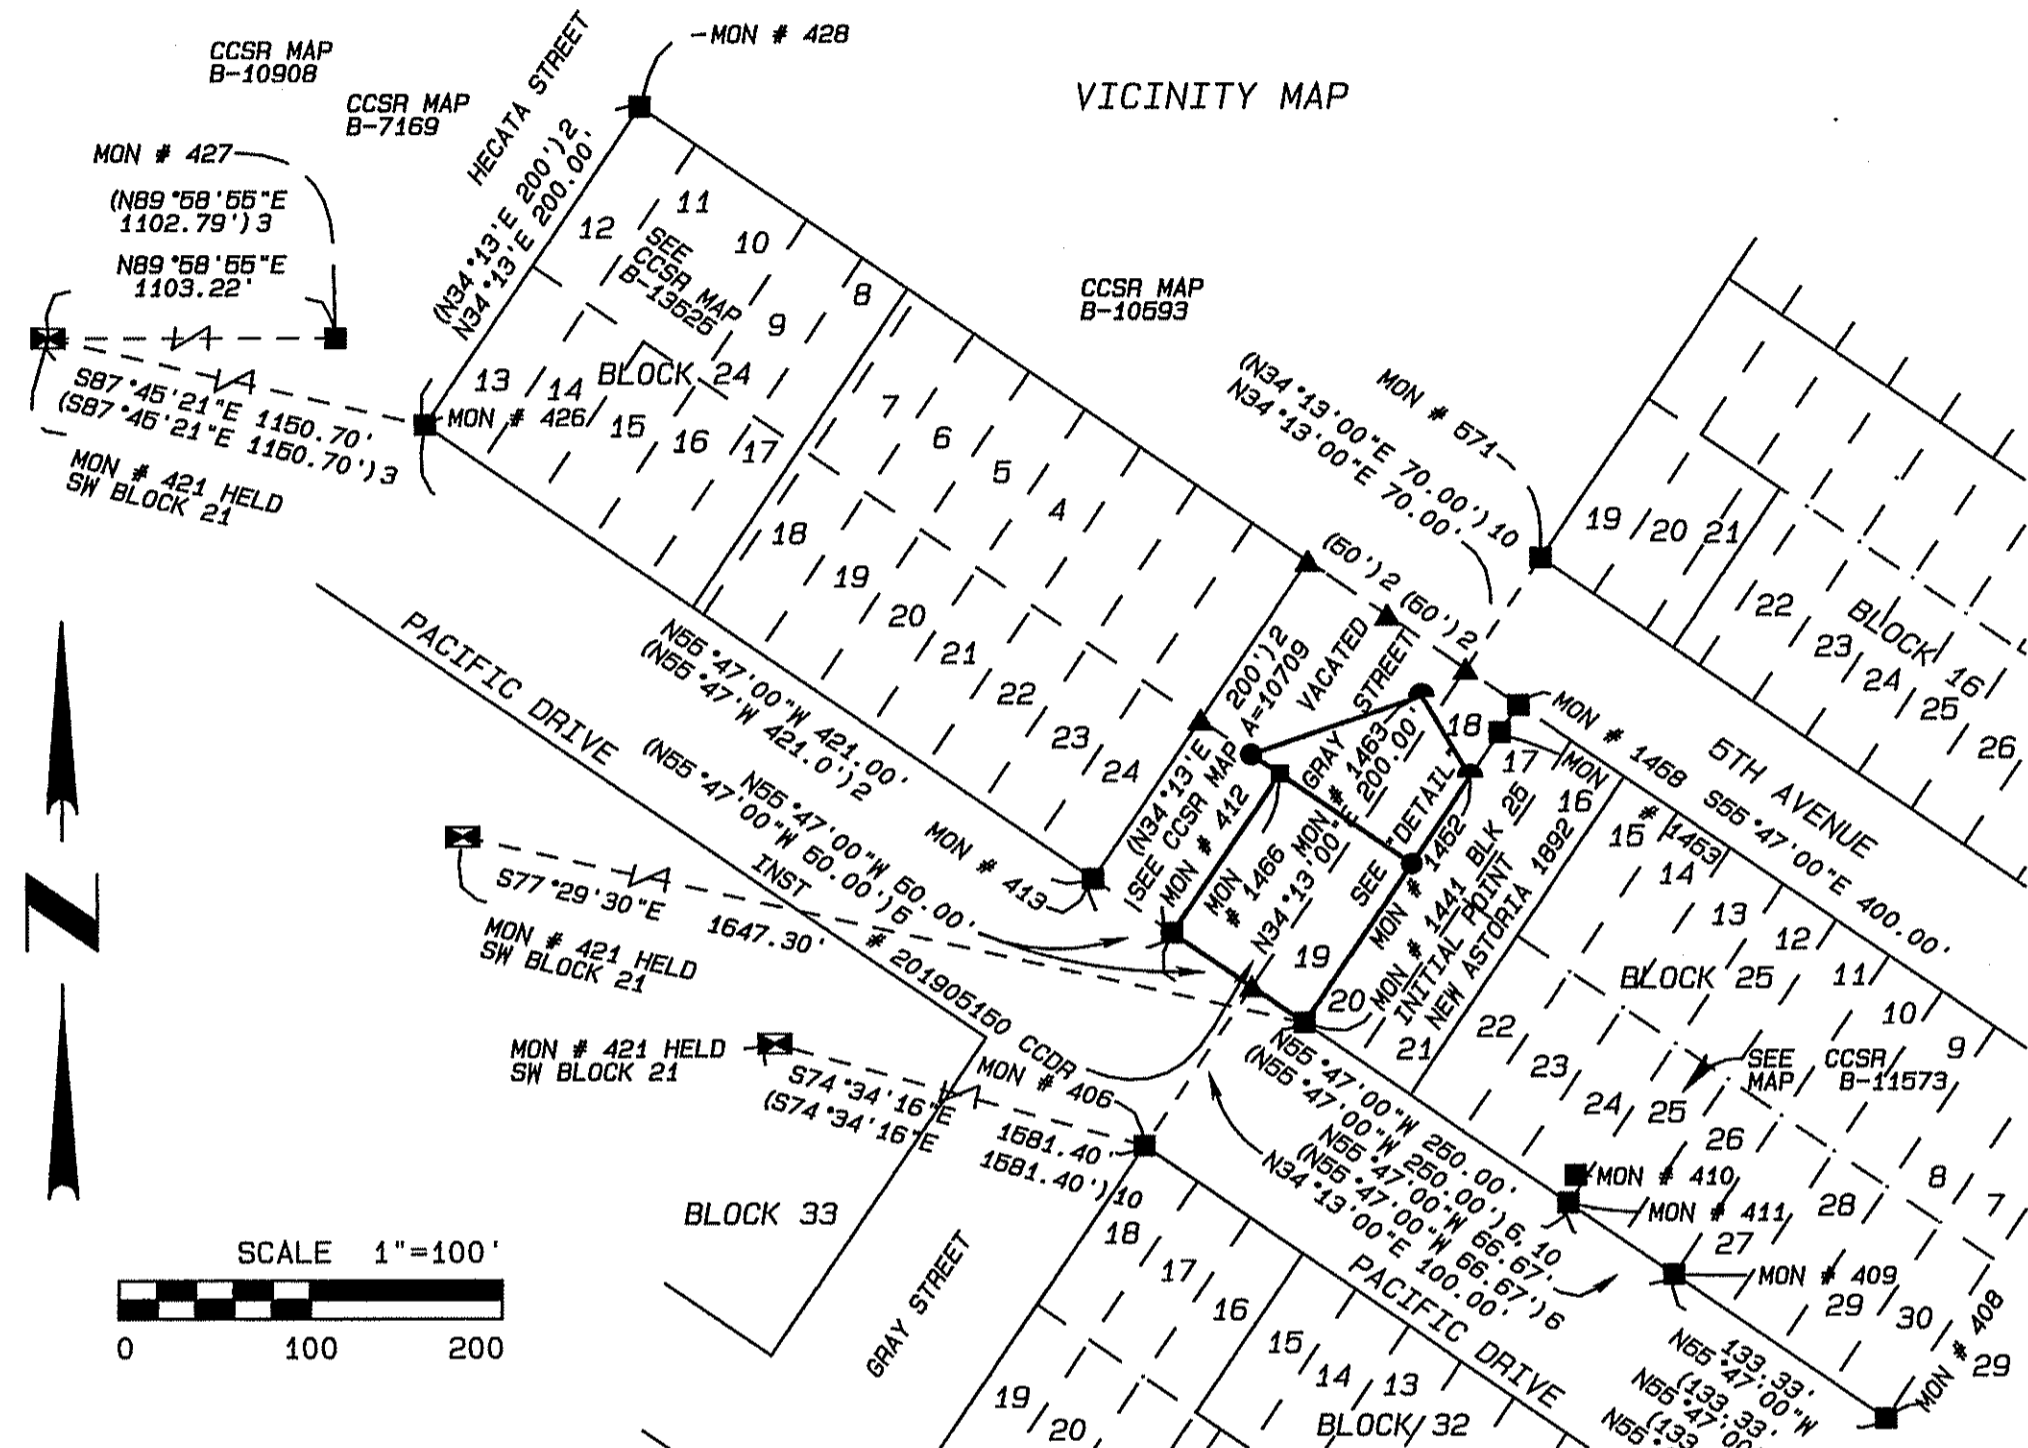 VICINITY MAP
CCSR MAP
B-10908
CCSR MAP
B-7169
HECATA STREET
MON # 428
MON # 427
(N89°58'55"E
1102.79')3
N89°58'55"E
1103.22'
(N34°13'E 200')2
N34°13'E 200.00'
S87°45'21"E 1150.70'
(S87°45'21"E 1150.70')3
MON # 421 HELD
SW BLOCK 21
MON # 426
12
11
10
9
8
SEE
CCSR MAP
B-13525
BLOCK 24
13
14
15
16
17
7
6
5
4
18
19
20
21
22
23
24
CCSR MAP
B-10593
(N34°13'00"E 70.00')10
N34°13'00"E 70.00'
MON # 571
19
20
21
22
23
24
25
26
BLOCK 16
(50')2
(50')2
PACIFIC DRIVE
N55°47'00"W 421.00'
(N55°47'W 421.0')2
N55°47'00"W 50.00'
(N55°47'00"W 50.00')6
MON # 413
(N34°13'E 200')2
SEE CCSR MAP A=10709
MON # 412
VACATED
GRAY STREET
MON # 1466
MON # 1463
N34°13'00"E 200.00'
SEE "DETAIL"
MON # 1452
MON # 1441 BLK 25
INITIAL POINT
NEW ASTORIA 1892
18
17
16
15
14
13
12
11
10
9
8
7
MON # 1468
MON # 1453
5TH AVENUE
S55°47'00"E 400.00'
19
20
21
22
23
24
25
26
27
28
29
30
29
BLOCK 25
SEE CCSR
MAP B-11573
S77°29'30"E 1647.30'
MON # 421 HELD
SW BLOCK 21
INST # 201905150 CCDR
MON # 421 HELD
SW BLOCK 21
S74°34'16"E 1581.40'
(S74°34'16"E 1581.40')10
MON # 406
N55°47'00"W 250.00'
(N55°47'00"W 250.00')6,10
N55°47'00"W 66.67'
(N55°47'00"W 66.67')6
N34°13'00"E 100.00'
MON # 410
MON # 411
MON # 409
MON # 408
133.33'
N55°47'00"W
(133.33'
N55°47'00
(133
N55°
BLOCK 33
GRAY STREET
PACIFIC DRIVE
18
17
16
15
14
13
19
20
BLOCK 32
SCALE 1"=100'
0 100 200